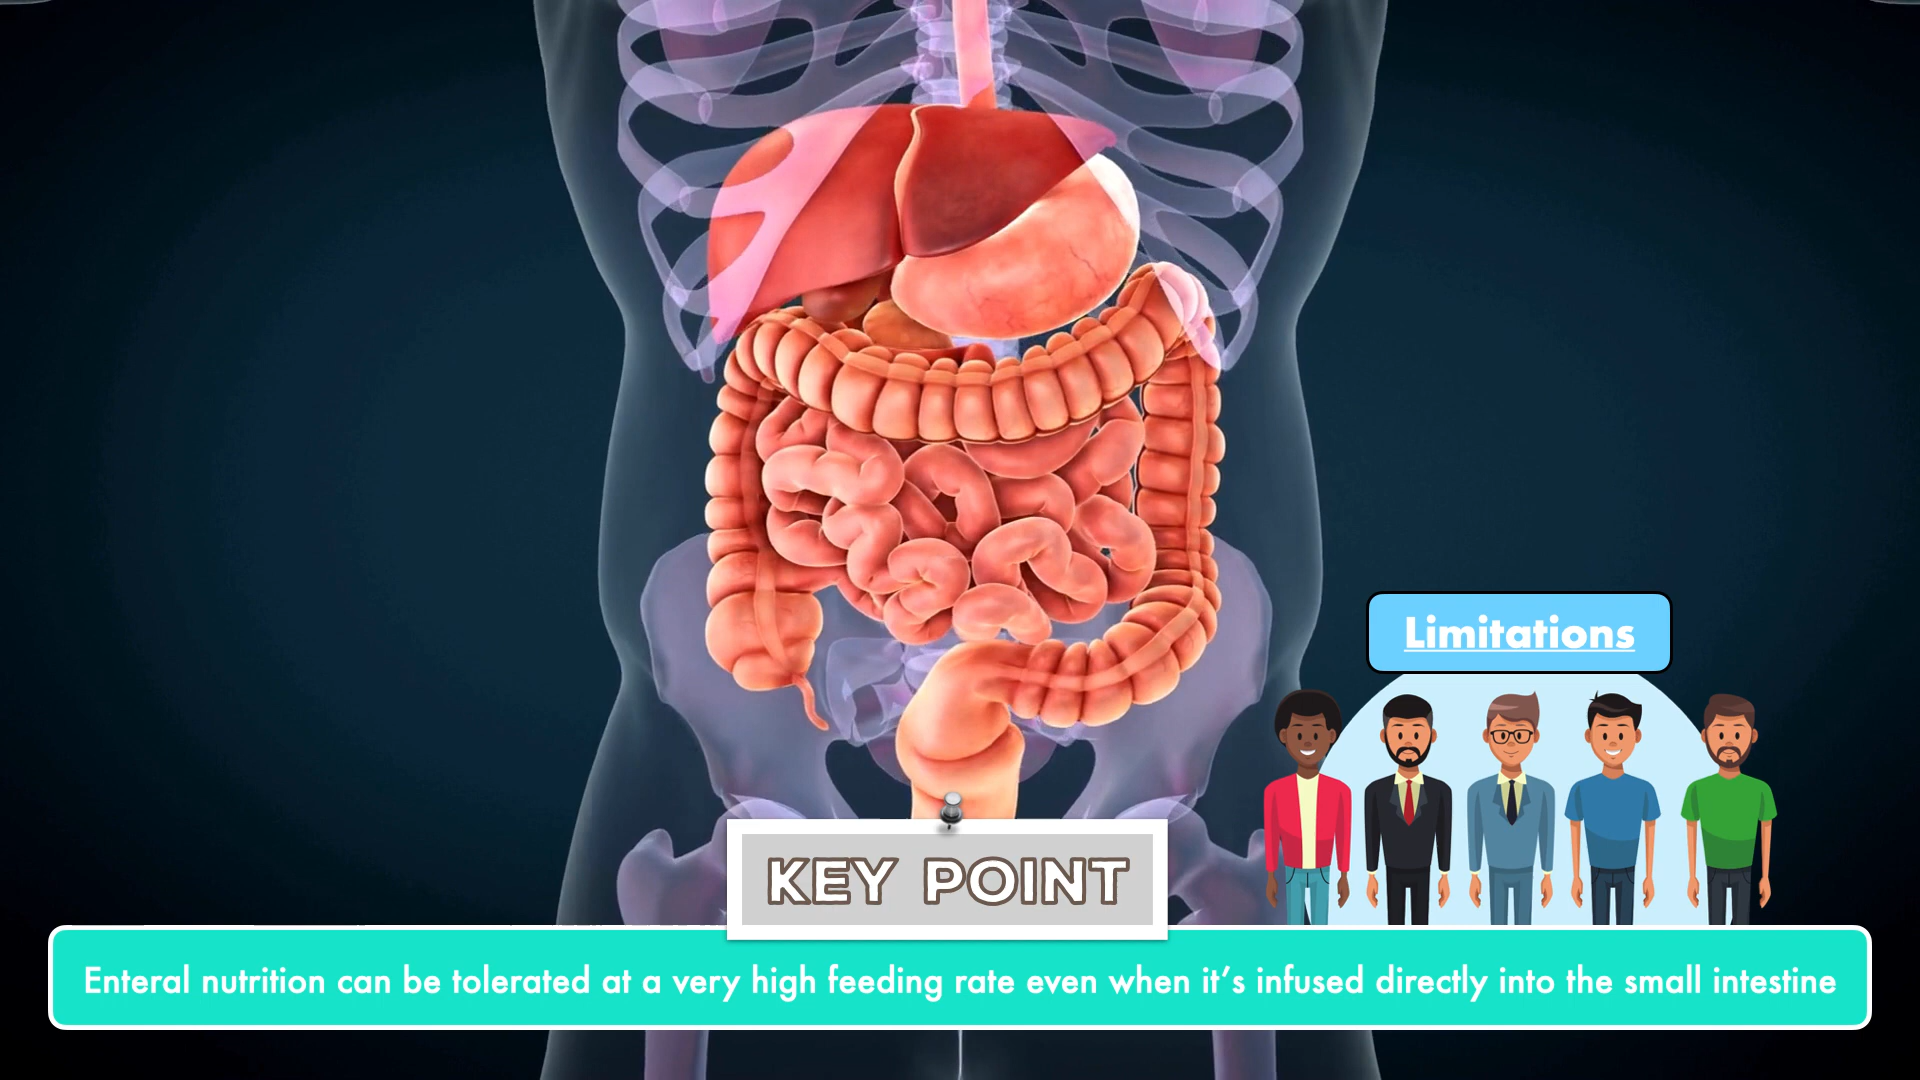 Limitations
KEY POINT
Enteral nutrition can be tolerated at a very high feeding rate even when it’s infused directly into the small intestine